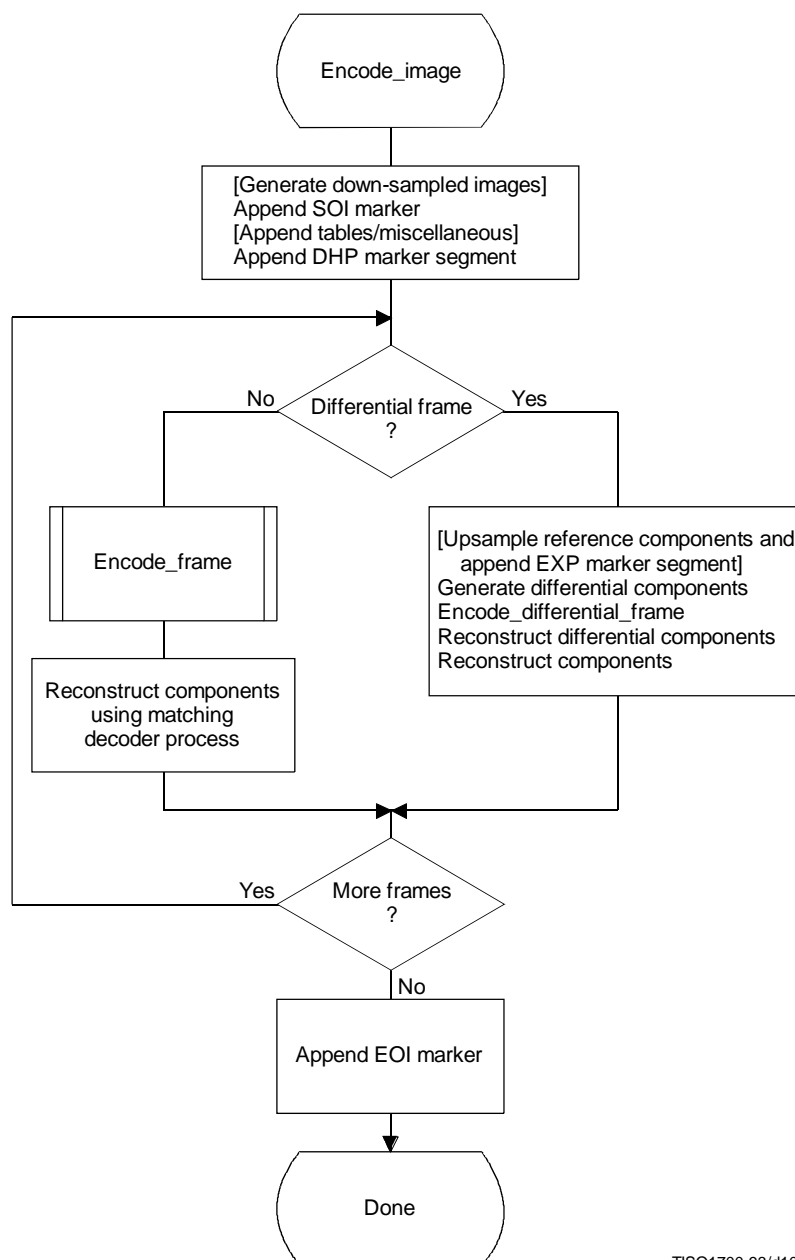 Encode_image
[Generate down-sampled images]
Append SOI marker
[Append tables/miscellaneous]
Append DHP marker segment
No
Differential frame
?
Yes
Encode_frame
[Upsample reference components and
append EXP marker segment]
Generate differential components
Encode_differential_frame
Reconstruct differential components
Reconstruct components
Reconstruct components
using matching
decoder process
Yes
More frames
?
No
Append EOI marker
Done